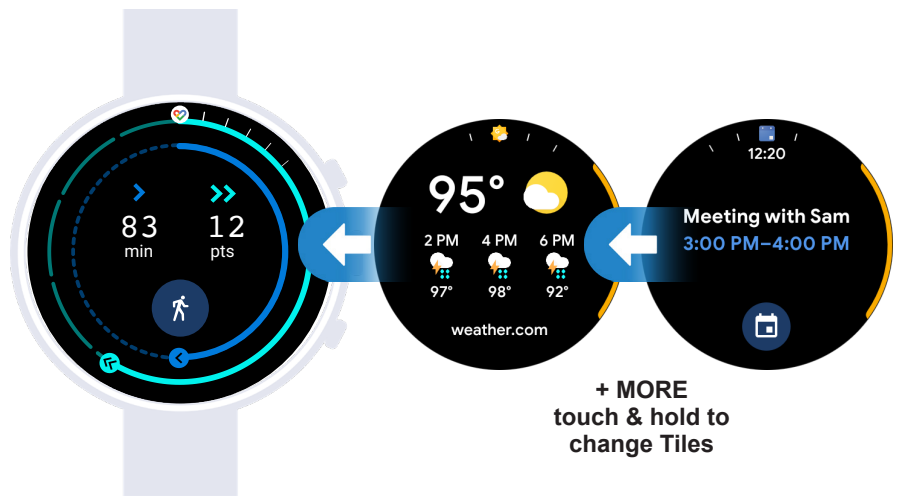 83
min
12
pts
95°
2 PM 4 PM 6 PM
97° 98° 92°
weather.com
12:20
Meeting with Sam
3:00 PM–4:00 PM
+ MORE
touch & hold to
change Tiles